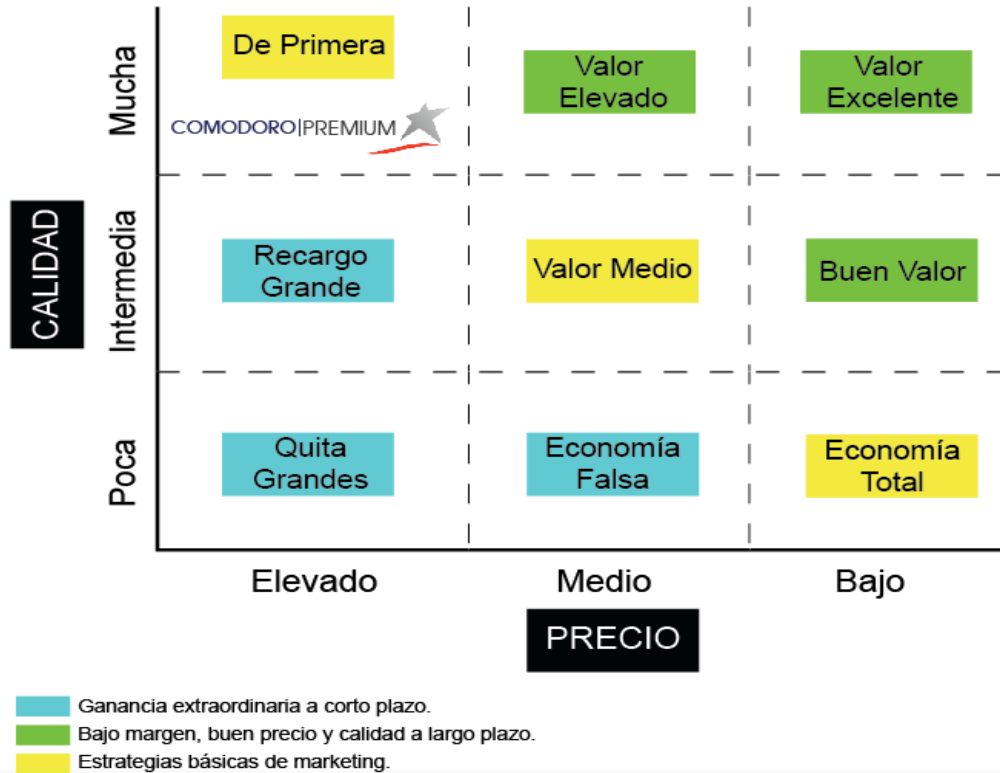 De Primera
Valor
Elevado
Valor
Excelente
Mucha
COMODORO|PREMIUM
CALIDAD
Intermedia
Recargo
Grande
Valor Medio
Buen Valor
Poca
Quita
Grandes
Economía
Falsa
Economía
Total
Elevado
Medio
Bajo
PRECIO
Ganancia extraordinaria a corto plazo.
Bajo margen, buen precio y calidad a largo plazo.
Estrategias básicas de marketing.